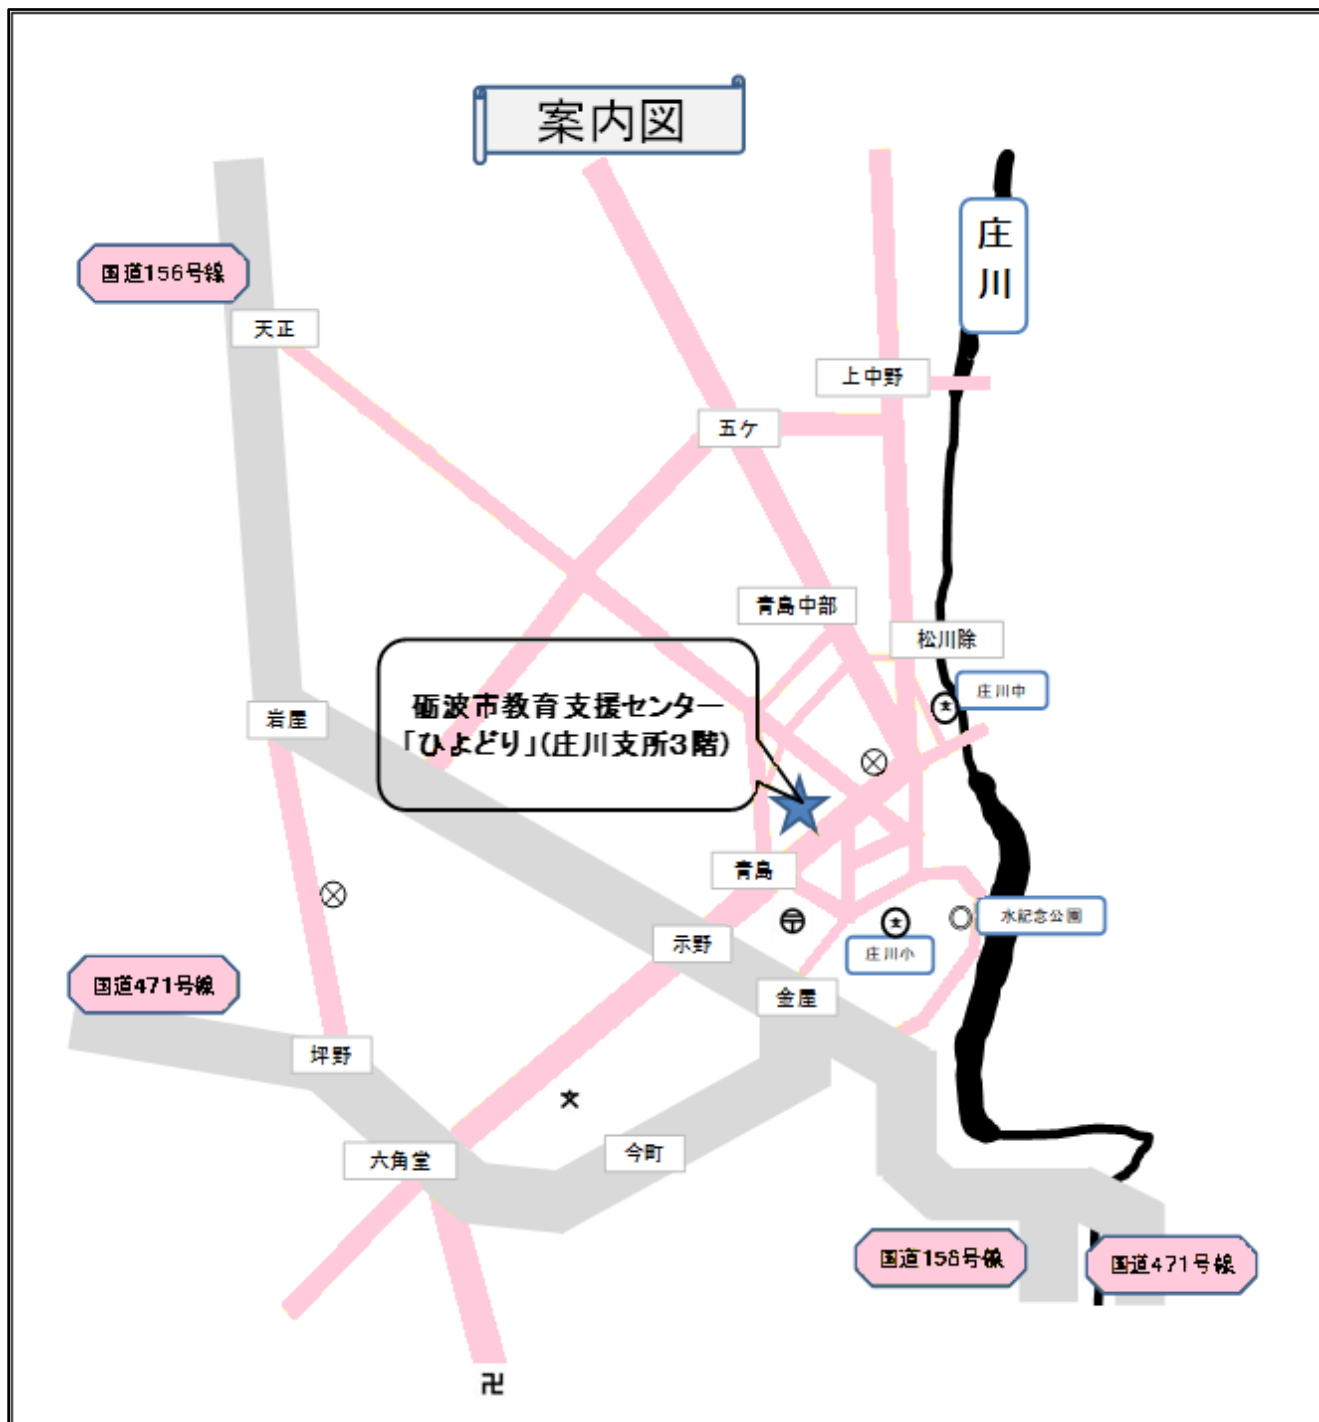 案内図
庄川
国道156号線
天正
上中野
五ケ
青島中部
松川除
庄川中
砺波市教育支援センター
「ひよどり」(庄川支所3階)
岩屋
青島
水記念公園
示野
庄川小
国道471号線
金屋
坪野
文
今町
六角堂
国道156号線
国道471号線
卍